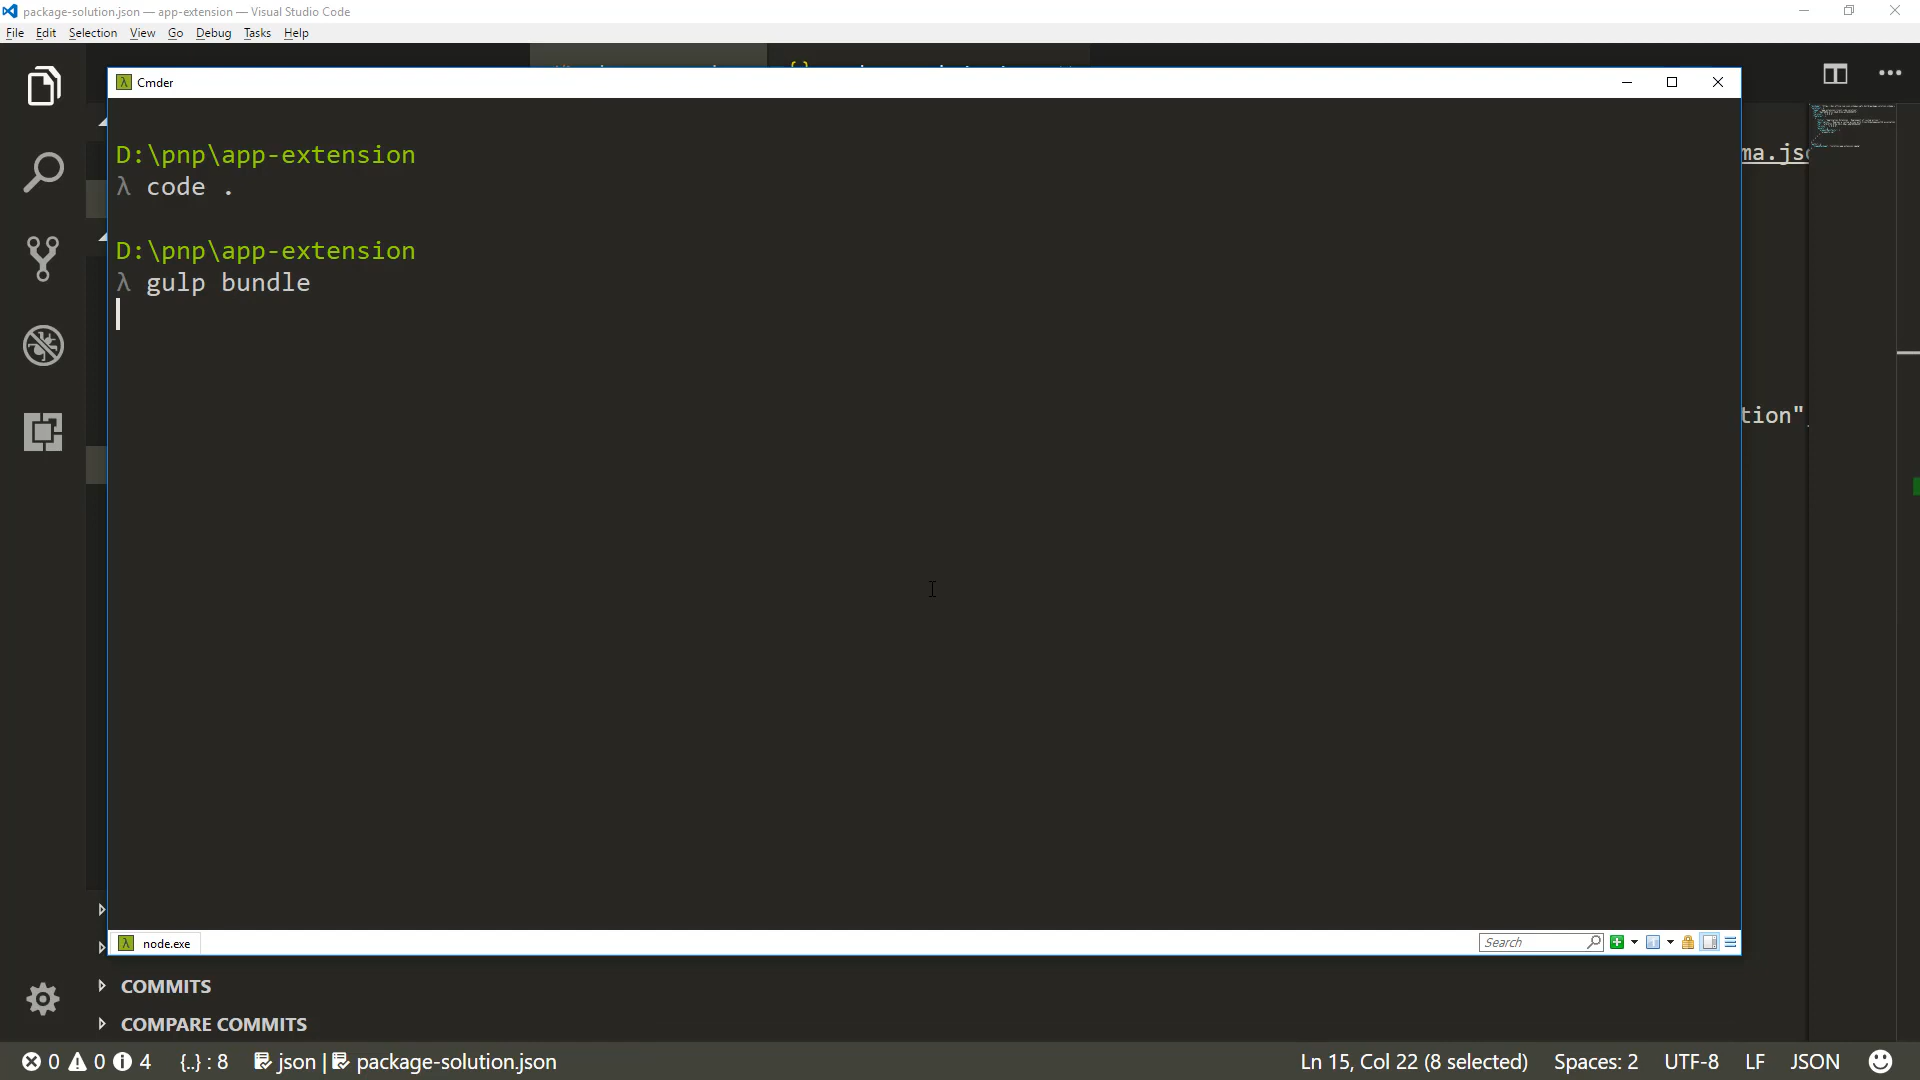 package-solution.json — app-extension — Visual Studio Code
File Edit Selection View Go Debug Tasks Help
Cmder
D:\pnp\app-extension
λ code .
D:\pnp\app-extension
λ gulp bundle
ma.js
tion"
λ node.exe
Search
COMMITS
COMPARE COMMITS
0 0 4 {..} : 8 json | package-solution.json Ln 15, Col 22 (8 selected) Spaces: 2 UTF-8 LF JSON